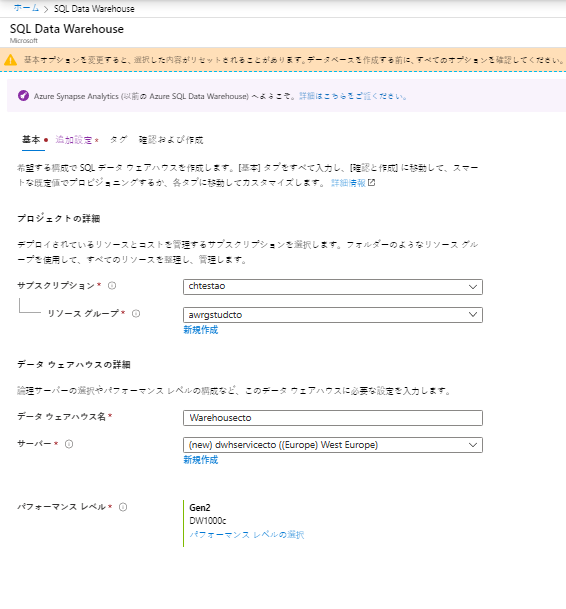 ホーム > SQL Data Warehouse
SQL Data Warehouse
Microsoft
基本オプションを変更すると、選択した内容がリセットされることがあります。データベースを作成する前に、すべてのオプションを確認してください。
Azure Synapse Analytics (以前の Azure SQL Data Warehouse) へようこそ。 詳細はこちらをご覧ください。
基本 追加設定 * タグ 確認および作成
希望する構成で SQL データ ウェアハウスを作成します。[基本] タブをすべて入力し、[確認と作成] に移動して、スマー
トな既定値でプロビジョニングするか、各タブに移動してカスタマイズします。 詳細情報
プロジェクトの詳細
デプロイされているリソースとコストを管理するサブスクリプションを選択します。フォルダーのようなリソース グル
ープを使用して、すべてのリソースを整理し、管理します。
サブスクリプション * chtestao
リソース グループ * awrgstudcto
新規作成
データ ウェアハウスの詳細
論理サーバーの選択やパフォーマンス レベルの構成など、このデータ ウェアハウスに必要な設定を入力します。
データ ウェアハウス名 * Warehousecto
サーバー * (new) dwhservicecto ((Europe) West Europe)
新規作成
パフォーマンス レベル * Gen2
DW1000c
パフォーマンス レベルの選択